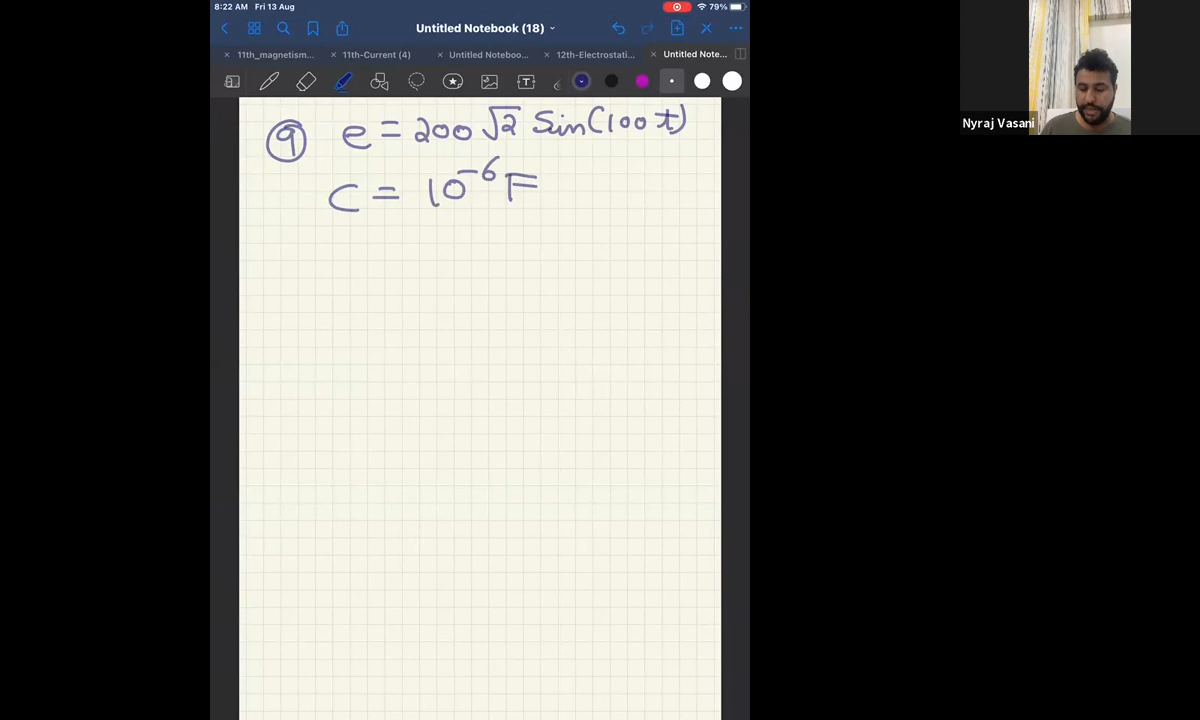 8:22 AM Fri 13 Aug
79%
Untitled Notebook (18)
11th_magnetism...
11th-Current (4)
Untitled Noteboo...
12th-Electrostati...
Untitled Note...
Nyraj Vasani
9 e = 200 √2 Sin(100 t)
C = 10⁻⁶ F